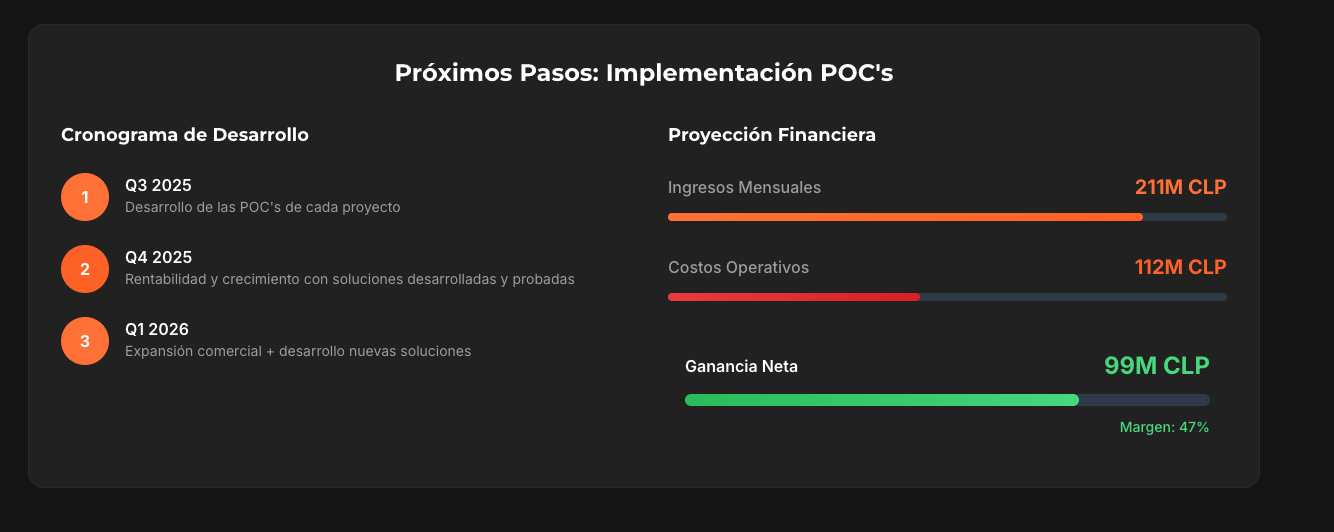 Próximos Pasos: Implementación POC's
Cronograma de Desarrollo
1
Q3 2025
Desarrollo de las POC's de cada proyecto
2
Q4 2025
Rentabilidad y crecimiento con soluciones desarrolladas y probadas
3
Q1 2026
Expansión comercial + desarrollo nuevas soluciones
Proyección Financiera
Ingresos Mensuales 211M CLP
Costos Operativos 112M CLP
Ganancia Neta 99M CLP
Margen: 47%